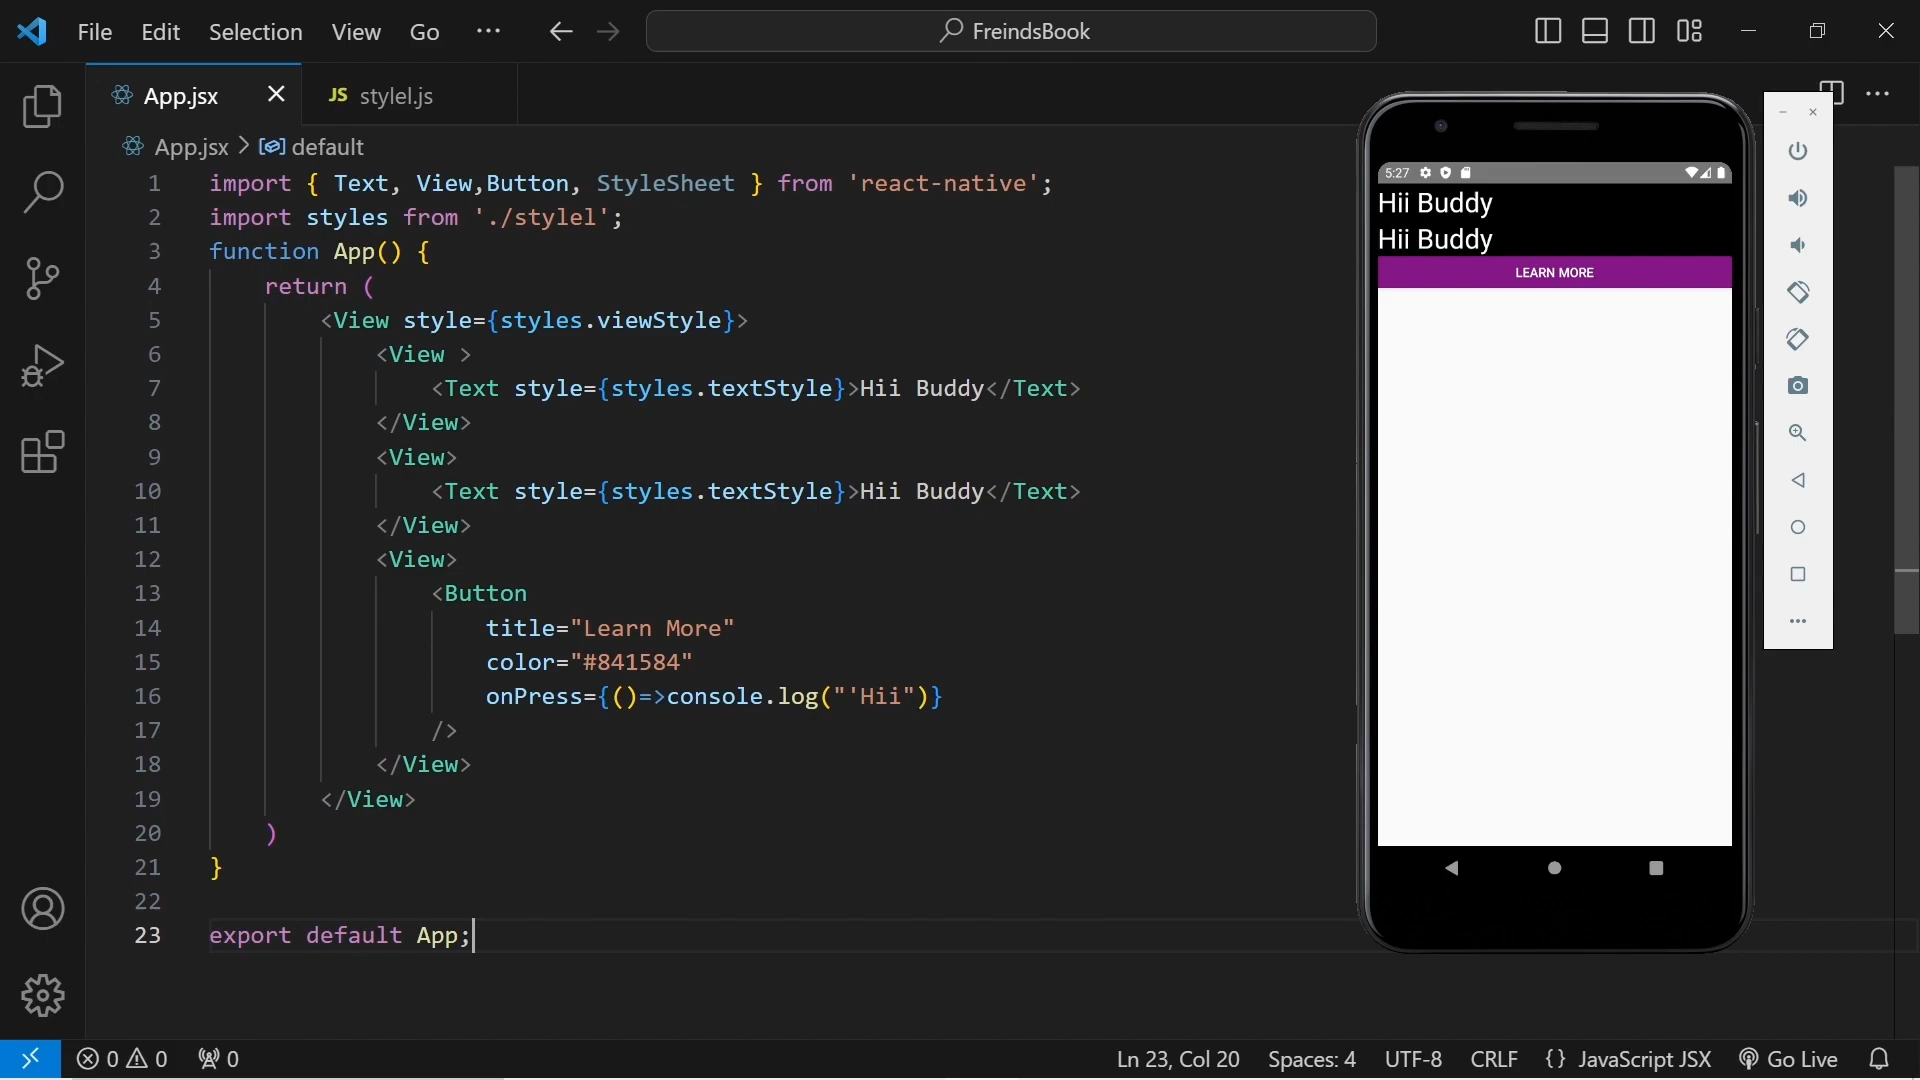 File Edit Selection View Go ··· FreindsBook
App.jsx JS stylel.js
App.jsx > default
1 import { Text, View,Button, StyleSheet } from 'react-native';
2 import styles from './stylel';
3 function App() {
4 return (
5 <View style={styles.viewStyle}>
6 <View >
7 <Text style={styles.textStyle}>Hii Buddy</Text>
8 </View>
9 <View>
10 <Text style={styles.textStyle}>Hii Buddy</Text>
11 </View>
12 <View>
13 <Button
14 title="Learn More"
15 color="#841584"
16 onPress={()=>console.log("'Hii")}
17 />
18 </View>
19 </View>
20 )
21 }
22
23 export default App;
5:27
Hii Buddy
Hii Buddy
LEARN MORE
0 0 0 Ln 23, Col 20 Spaces: 4 UTF-8 CRLF {} JavaScript JSX Go Live